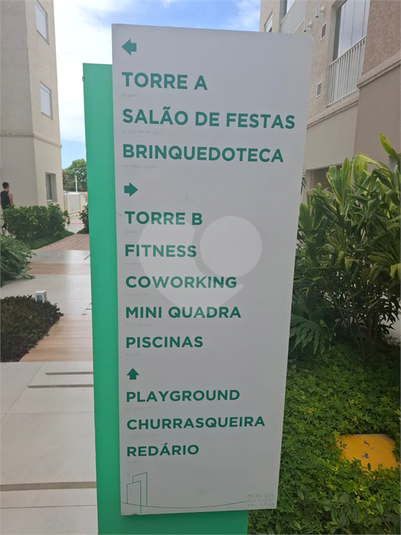 TORRE A
SALÃO DE FESTAS
BRINQUEDOTECA
TORRE B
FITNESS
COWORKING
MINI QUADRA
PISCINAS
PLAYGROUND
CHURRASQUEIRA
REDÁRIO